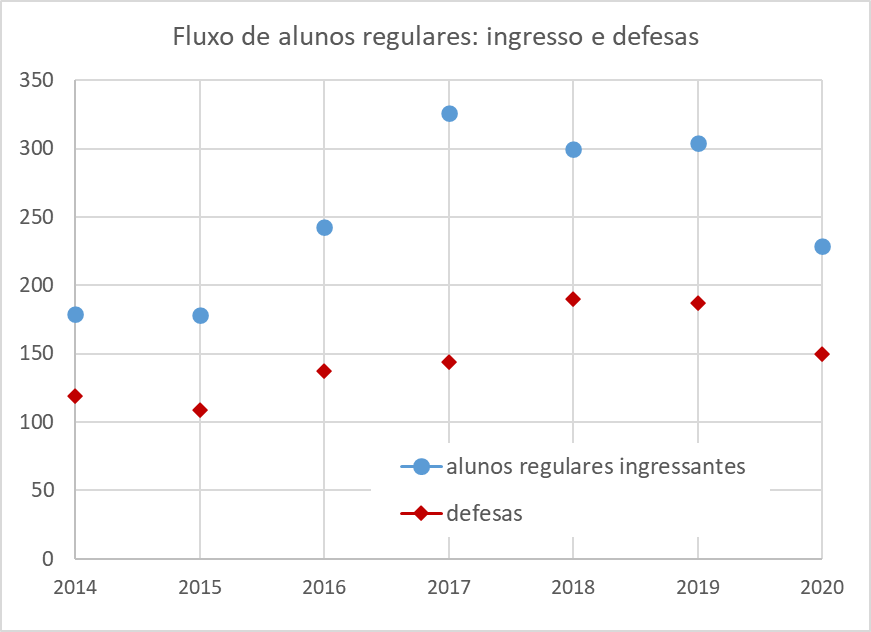 Fluxo de alunos regulares: ingresso e defesas
350
300
250
200
150
100
50
0
alunos regulares ingressantes
defesas
2014 2015 2016 2017 2018 2019 2020